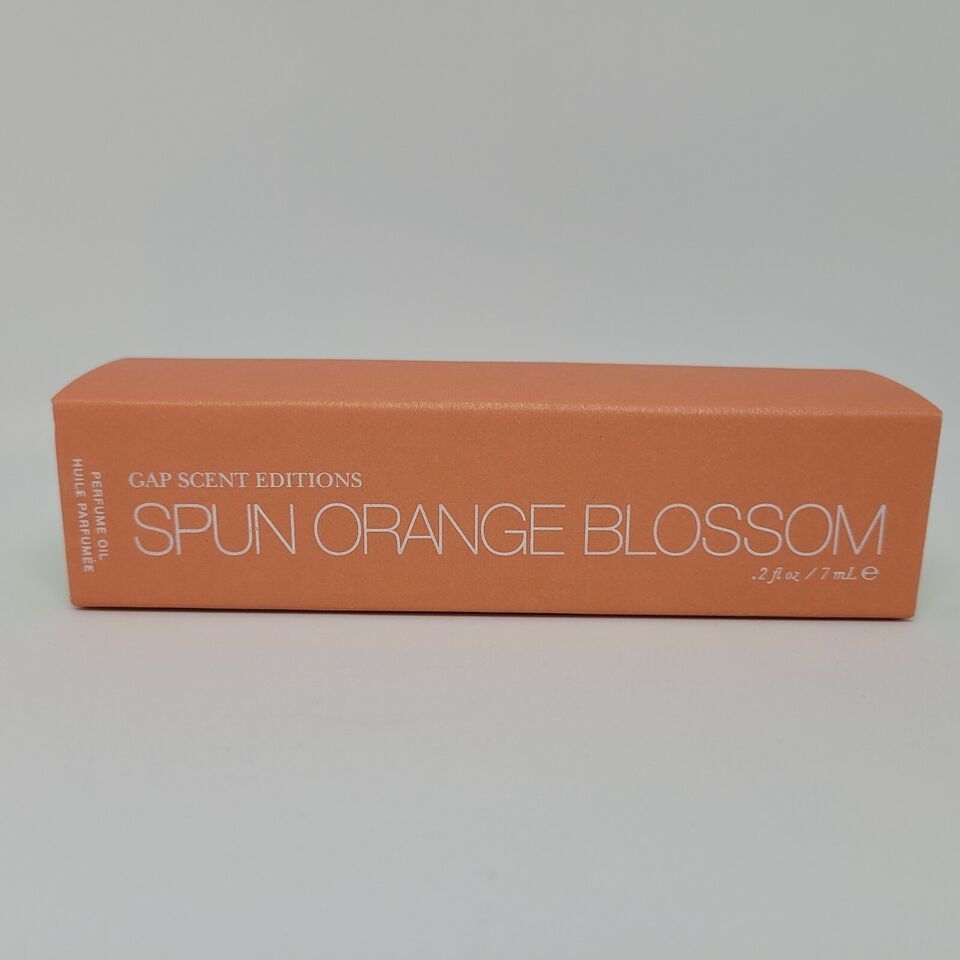 GAP SCENT EDITIONS
SPUN ORANGE BLOSSOM
.2 fl oz / 7 mL ℮
PERFUME OIL
HUILE PARFUMÉE